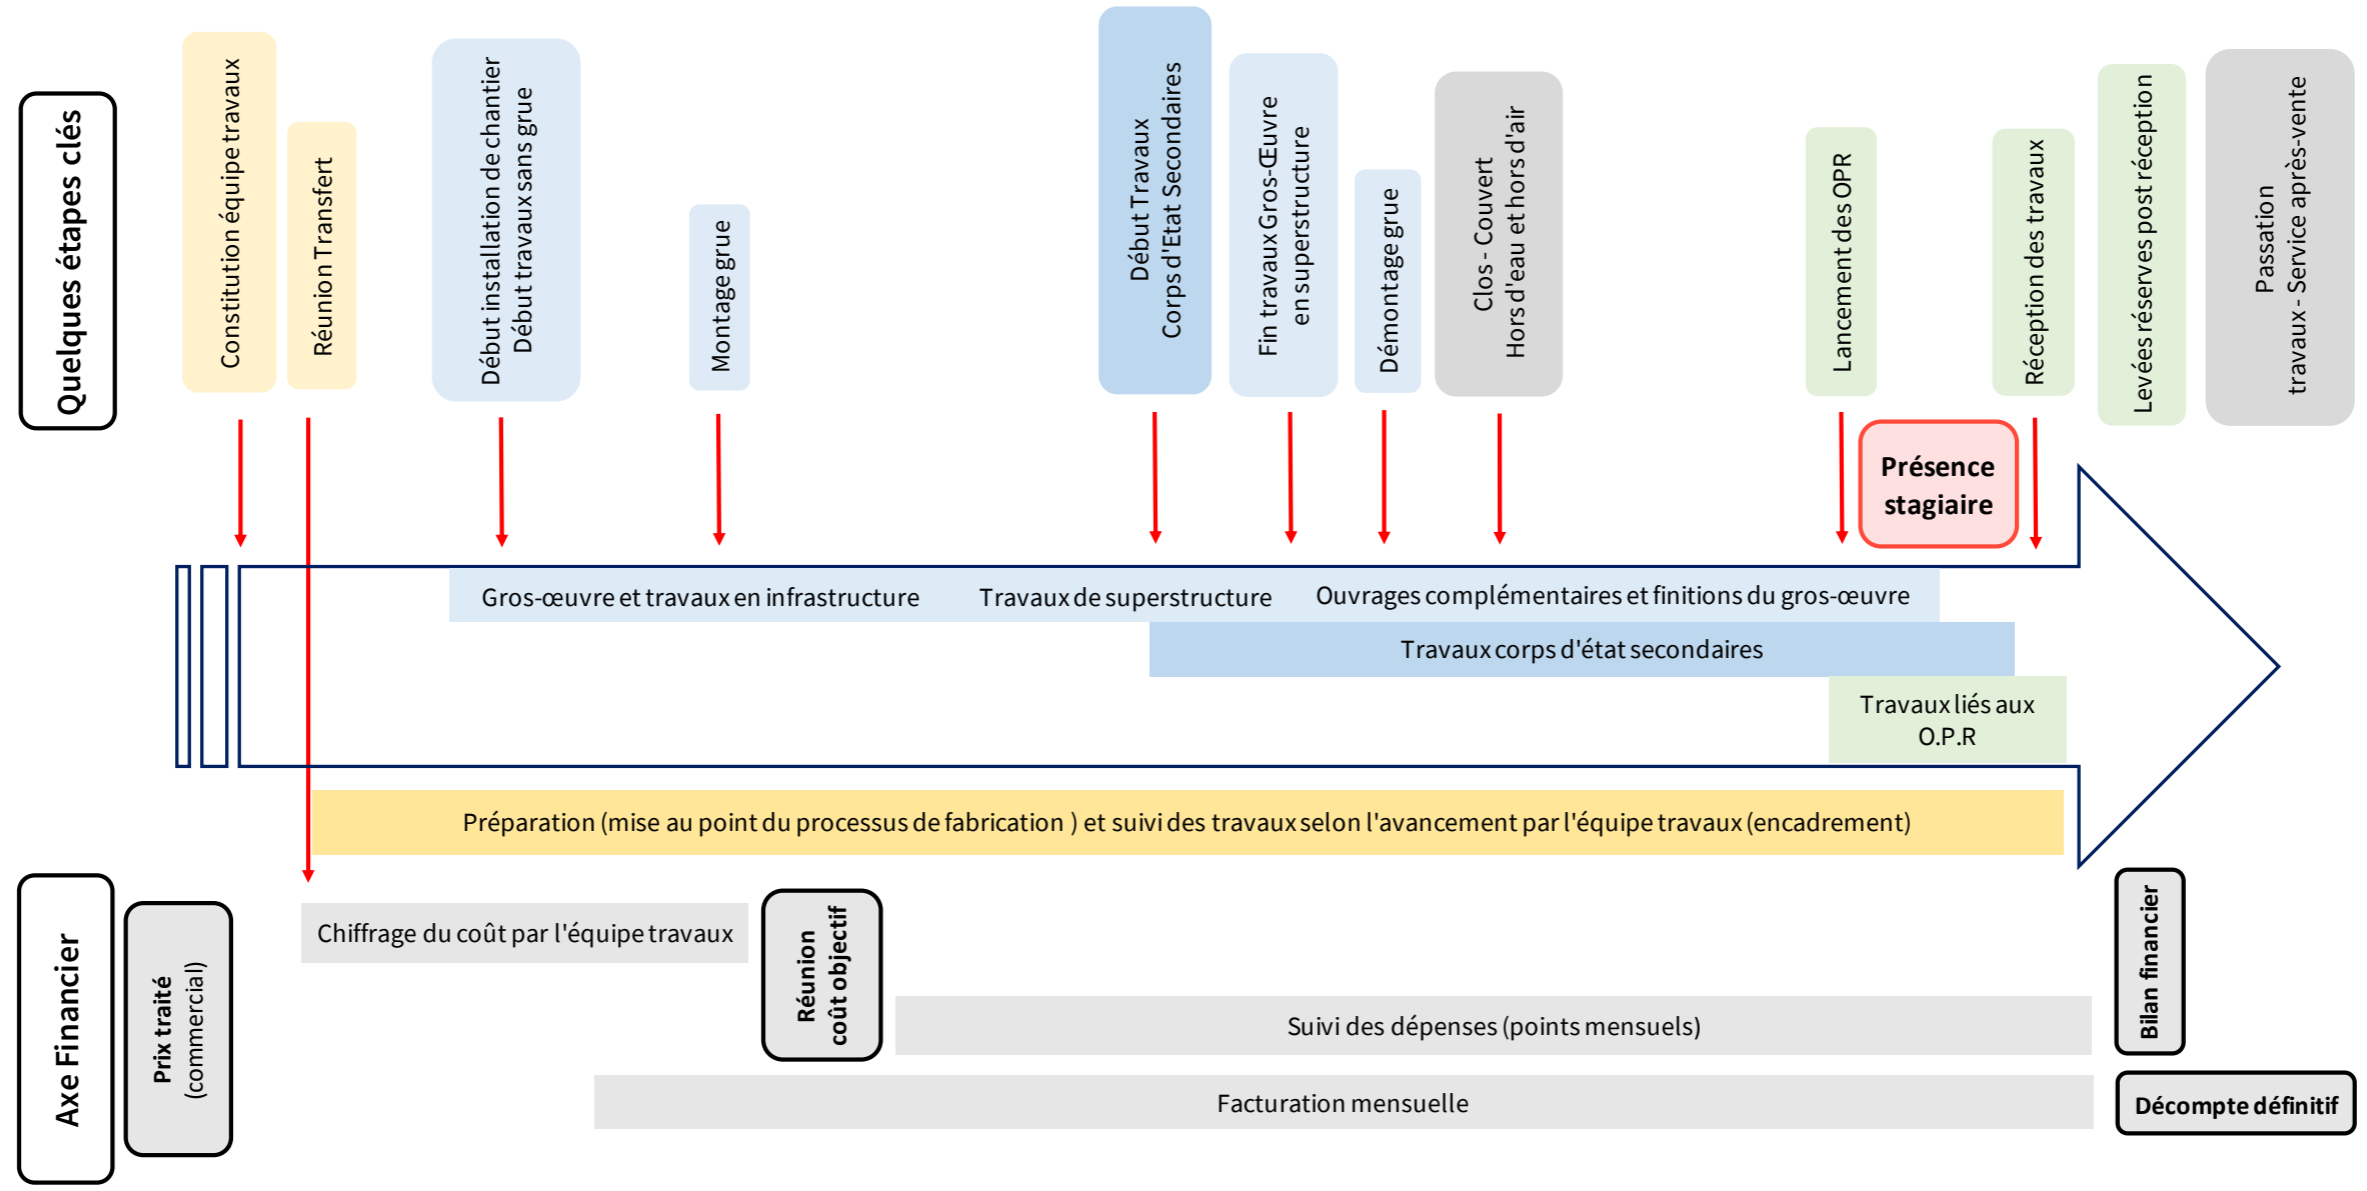 Quelques étapes clés
Constitution équipe travaux
Réunion Transfert
Début installation de chantier
Début travaux sans grue
Montage grue
Début Travaux
Corps d'Etat Secondaires
Fin travaux Gros-Œuvre
en superstructure
Démontage grue
Clos - Couvert
Hors d'eau et hors d'air
Lancement des OPR
Réception des travaux
Levées réserves post réception
Passation
travaux - Service après-vente
Présence
stagiaire
Gros-œuvre et travaux en infrastructure
Travaux de superstructure
Ouvrages complémentaires et finitions du gros-œuvre
Travaux corps d'état secondaires
Travaux liés aux
O.P.R
Préparation (mise au point du processus de fabrication ) et suivi des travaux selon l'avancement par l'équipe travaux (encadrement)
Axe Financier
Prix traité
(commercial)
Chiffrage du coût par l'équipe travaux
Réunion
coût objectif
Suivi des dépenses (points mensuels)
Bilan financier
Facturation mensuelle
Décompte définitif